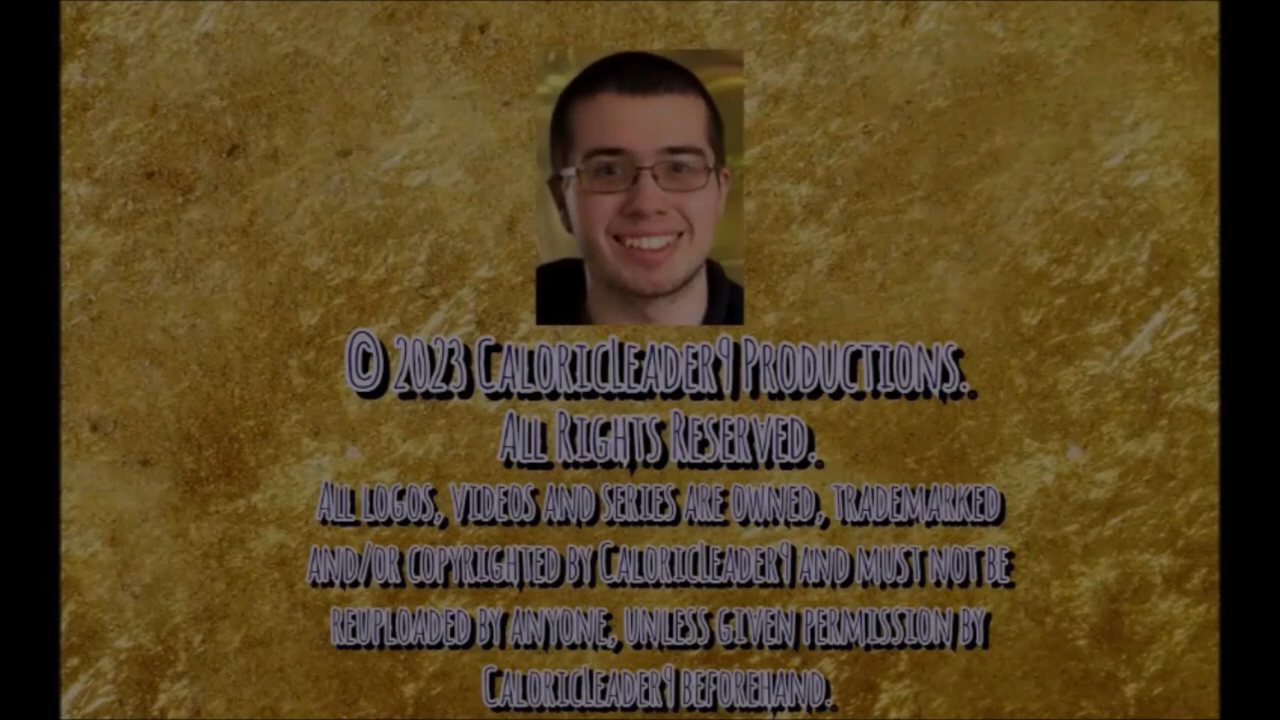 © 2023 CaloricLeader9 Productions.
All Rights Reserved.
All logos, videos and series are owned, trademarked
and/or copyrighted by CaloricLeader9 and must not be
reuploaded by anyone, unless given permission by
CaloricLeader9 beforehand.